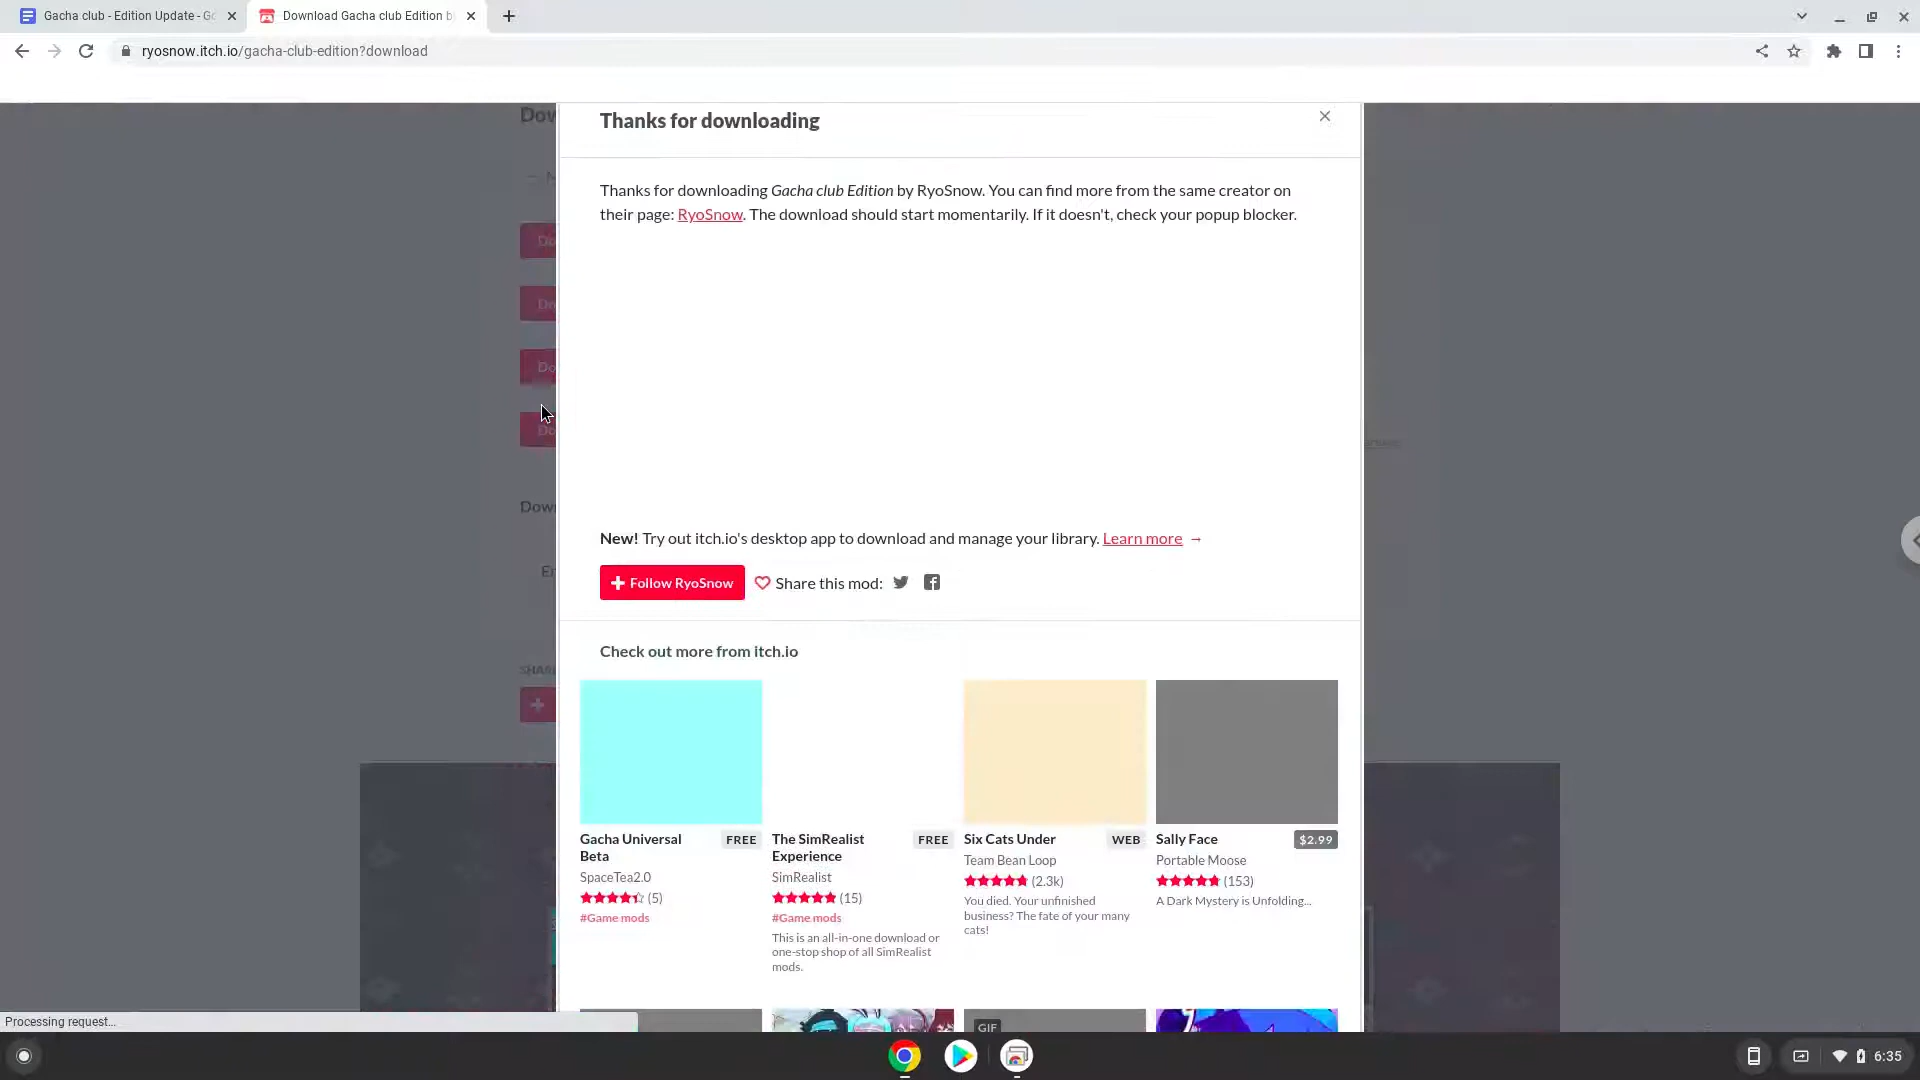 Gacha club - Edition Update - Go
Download Gacha club Edition b
ryosnow.itch.io/gacha-club-edition?download
Thanks for downloading
Thanks for downloading Gacha club Edition by RyoSnow. You can find more from the same creator on
their page: RyoSnow. The download should start momentarily. If it doesn't, check your popup blocker.
New! Try out itch.io's desktop app to download and manage your library. Learn more →
Follow RyoSnow
Share this mod:
Check out more from itch.io
Gacha Universal
Beta
FREE
SpaceTea2.0
(5)
#Game mods
The SimRealist
Experience
FREE
SimRealist
(15)
#Game mods
This is an all-in-one download or
one-stop shop of all SimRealist
mods.
Six Cats Under
WEB
Team Bean Loop
(2.3k)
You died. Your unfinished
business? The fate of your many
cats!
Sally Face
$2.99
Portable Moose
(153)
A Dark Mystery is Unfolding...
GIF
Processing request...
6:35